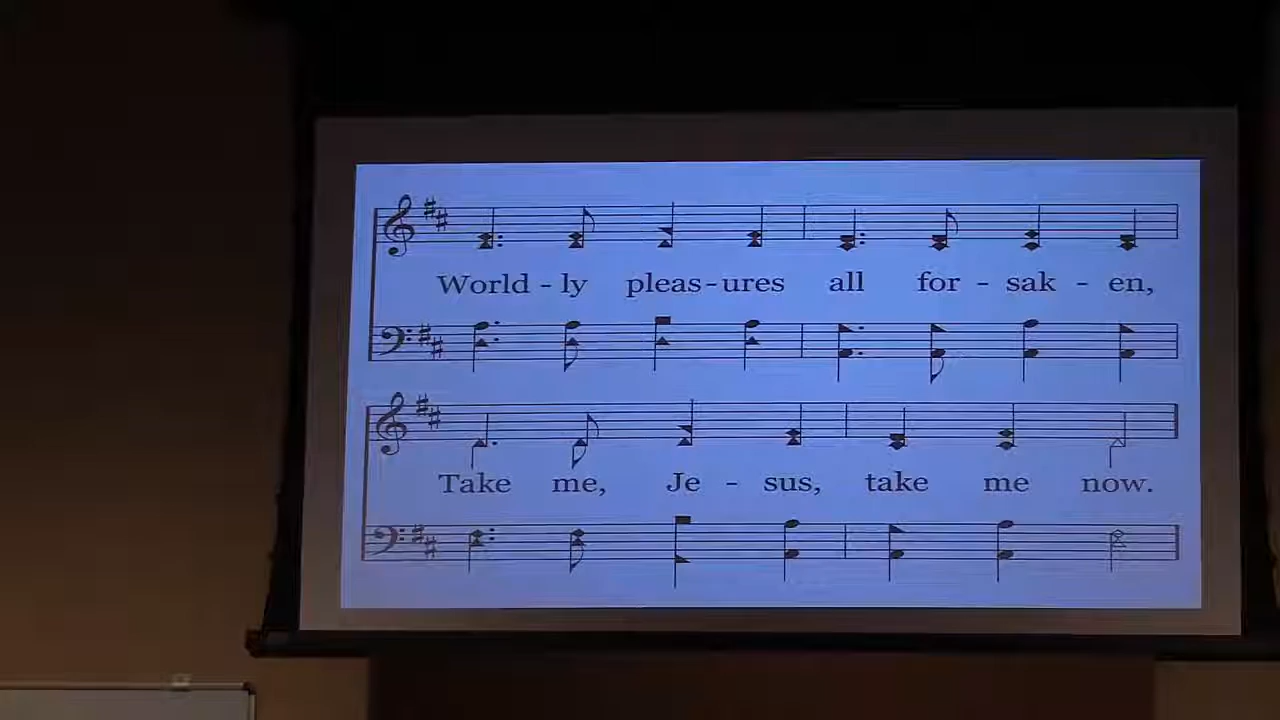 World - ly pleas - ures all for - sak - en,
Take me, Je - sus, take me now.